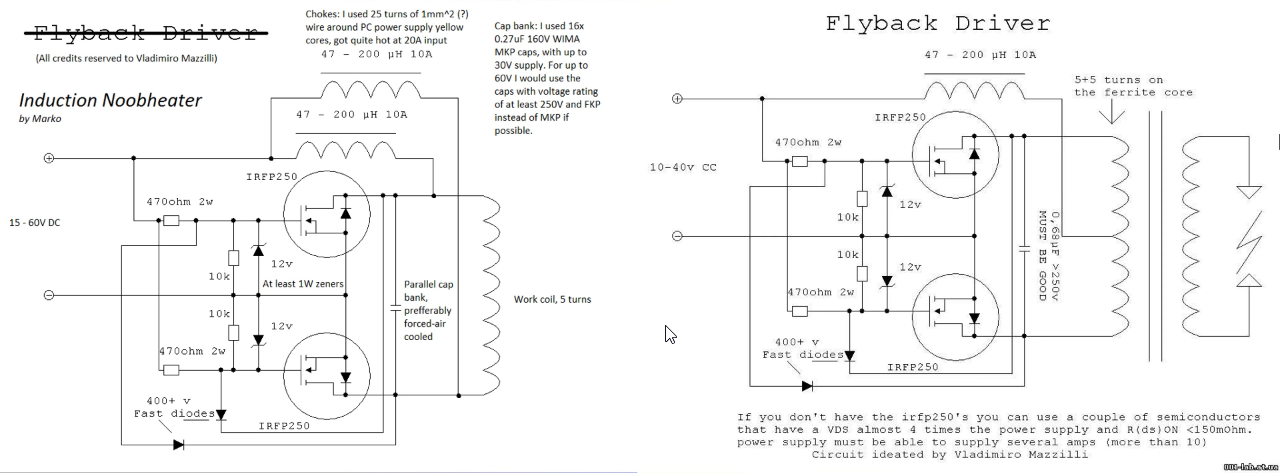 Flyback Driver
(All credits reserved to Vladimiro Mazzilli)
Induction Noobheater
by Marko
Chokes: I used 25 turns of 1mm^2 (?)
wire around PC power supply yellow
cores, got quite hot at 20A input
47 - 200 µH 10A
Cap bank: I used 16x
0.27uF 160V WIMA
MKP caps, with up to
30V supply. For up to
60V I would use the
caps with voltage rating
of at least 250V and FKP
instead of MKP if
possible.
47 - 200 µH 10A
IRFP250
470ohm 2w
15 - 60V DC
10k
12v
At least 1W zeners
10k
12v
470ohm 2w
Parallel cap
bank,
prefferably
forced-air
cooled
Work coil, 5 turns
400+ v
Fast diodes
IRFP250
Flyback Driver
47 - 200 µH 10A
5+5 turns on
the ferrite core
IRFP250
470ohm 2w
10-40v CC
10k
12v
10k
12v
0,68µF >250v
MUST BE GOOD
470ohm 2w
400+ v
Fast diodes
IRFP250
If you don't have the irfp250's you can use a couple of semiconductors
that have a VDS almost 4 times the power supply and R(ds)ON <150mOhm.
power supply must be able to supply several amps (more than 10)
Circuit ideated by Vladimiro Mazzilli